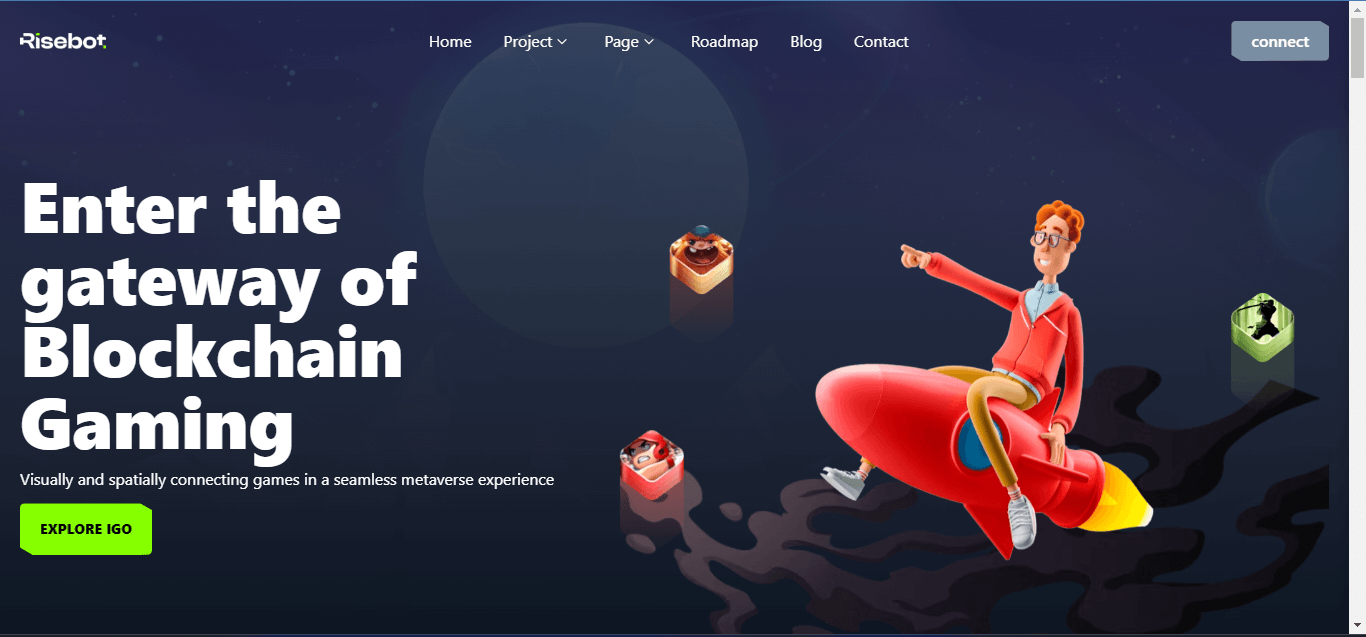 Risebot
Home Project Page Roadmap Blog Contact
connect
Enter the
gateway of
Blockchain
Gaming
Visually and spatially connecting games in a seamless metaverse experience
EXPLORE IGO